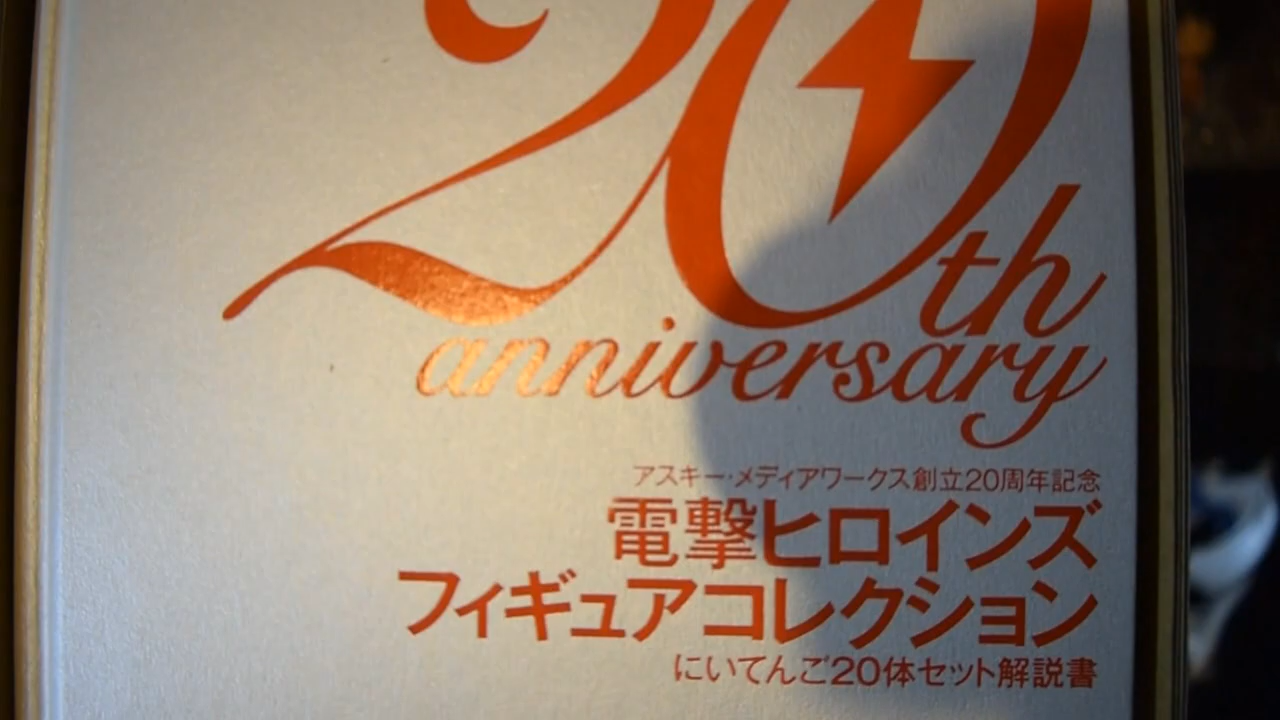 20th
anniversary
アスキー・メディアワークス創立20周年記念
電撃ヒロインズ
フィギュアコレクション
にいてんご20体セット解説書